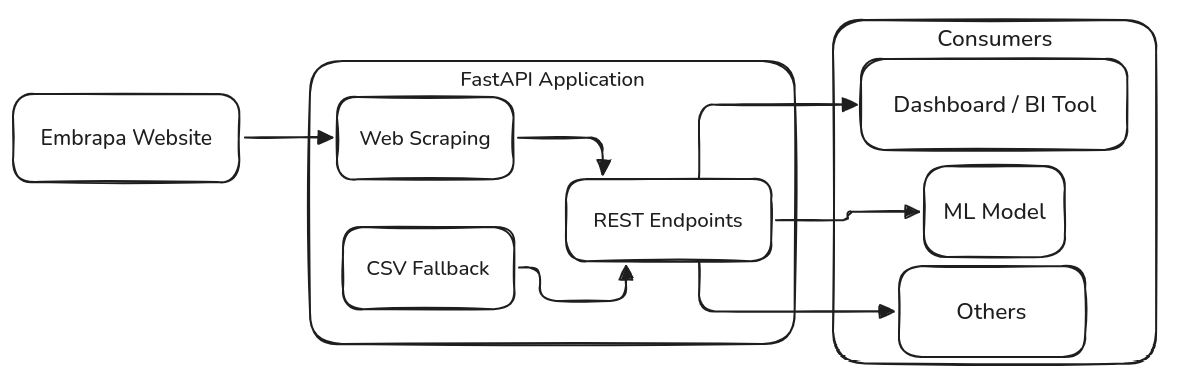 Embrapa Website
FastAPI Application
Web Scraping
CSV Fallback
REST Endpoints
Consumers
Dashboard / BI Tool
ML Model
Others